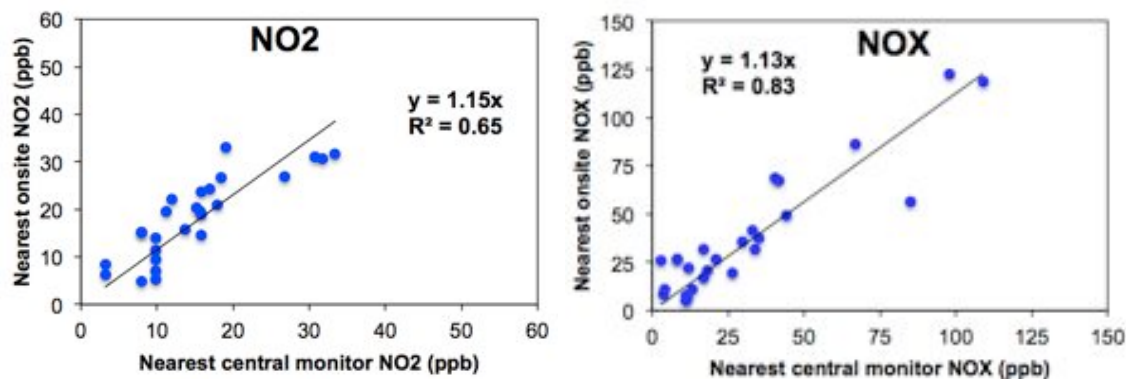 NO2
y = 1.15x
R² = 0.65
Nearest onsite NO2 (ppb)
60
50
40
30
20
10
0
0 10 20 30 40 50 60
Nearest central monitor NO2 (ppb)
NOX
y = 1.13x
R² = 0.83
Nearest onsite NOX (ppb)
150
125
100
75
50
25
0
0 25 50 75 100 125 150
Nearest central monitor NOX (ppb)